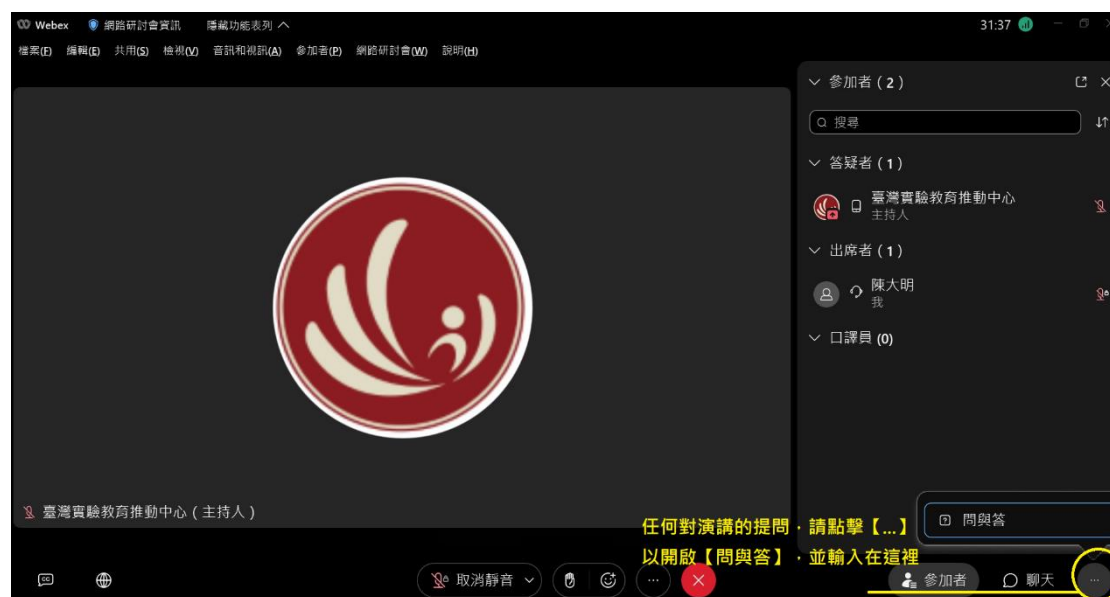 Webex 網路研討會資訊 隱藏功能表列 31:37
檔案(F) 編輯(E) 共用(S) 檢視(V) 音訊和視訊(A) 參加者(P) 網路研討會(W) 說明(H)
參加者 ( 2 )
搜尋
答疑者 ( 1 )
臺灣實驗教育推動中心
主持人
出席者 ( 1 )
陳大明
我
口譯員 (0)
臺灣實驗教育推動中心 ( 主持人 )
問與答
任何對演講的提問，請點擊【...】
以開啟【問與答】，並輸入在這裡
CC 取消靜音 ... 參加者 聊天 ...